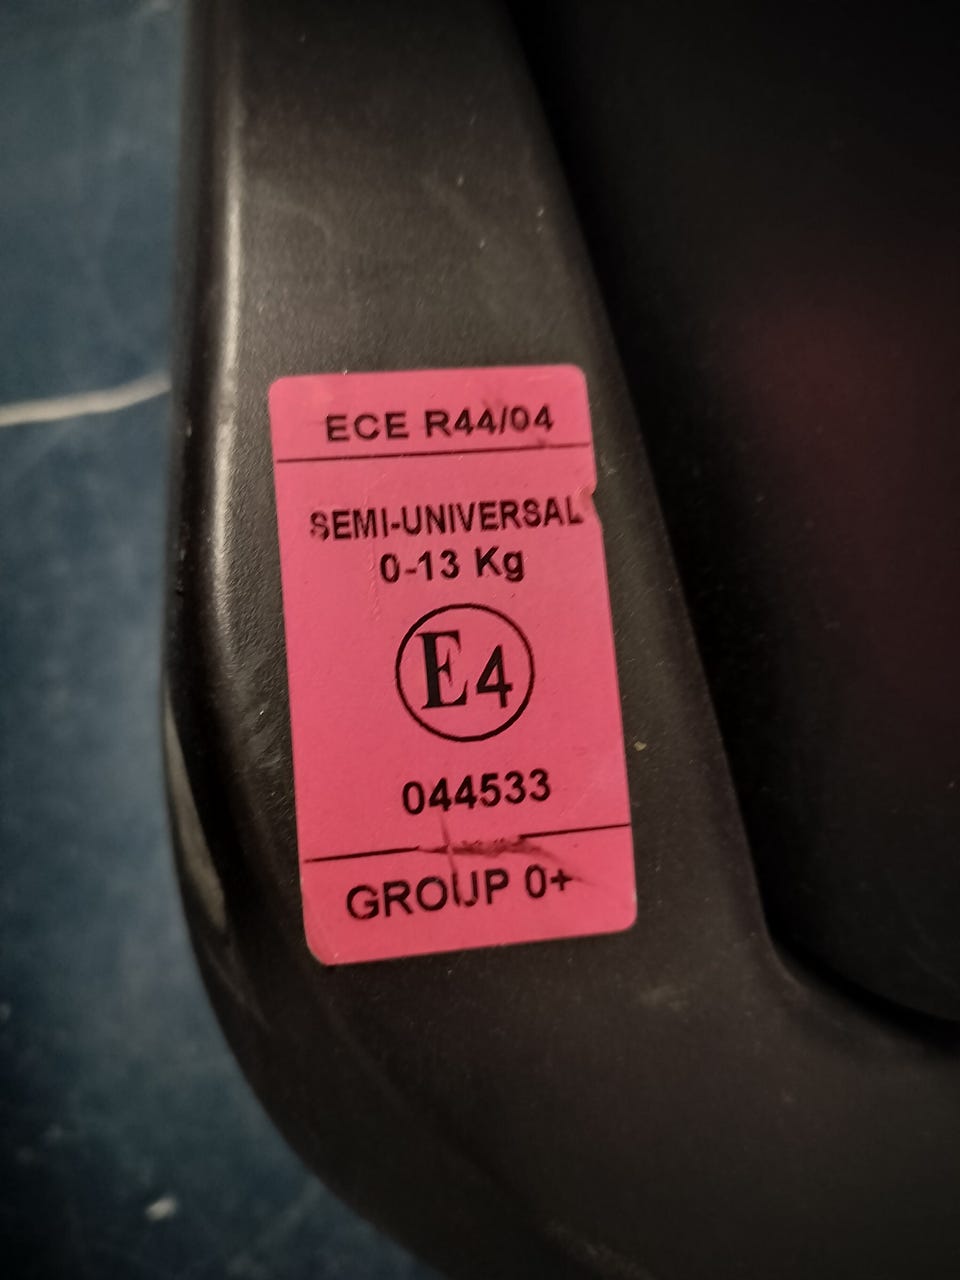 ECE R44/04
SEMI-UNIVERSAL
0-13 Kg
E4
044533
GROUP 0+